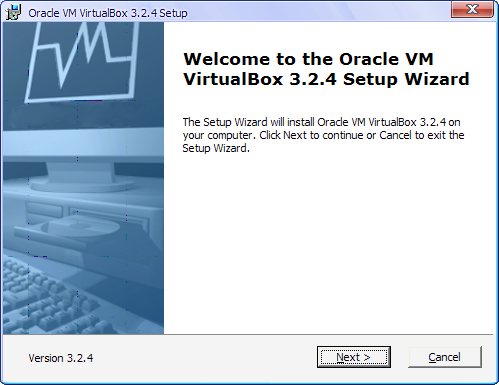 Oracle VM VirtualBox 3.2.4 Setup
Welcome to the Oracle VM
VirtualBox 3.2.4 Setup Wizard
The Setup Wizard will install Oracle VM VirtualBox 3.2.4 on
your computer. Click Next to continue or Cancel to exit the
Setup Wizard.
Version 3.2.4
Next >
Cancel